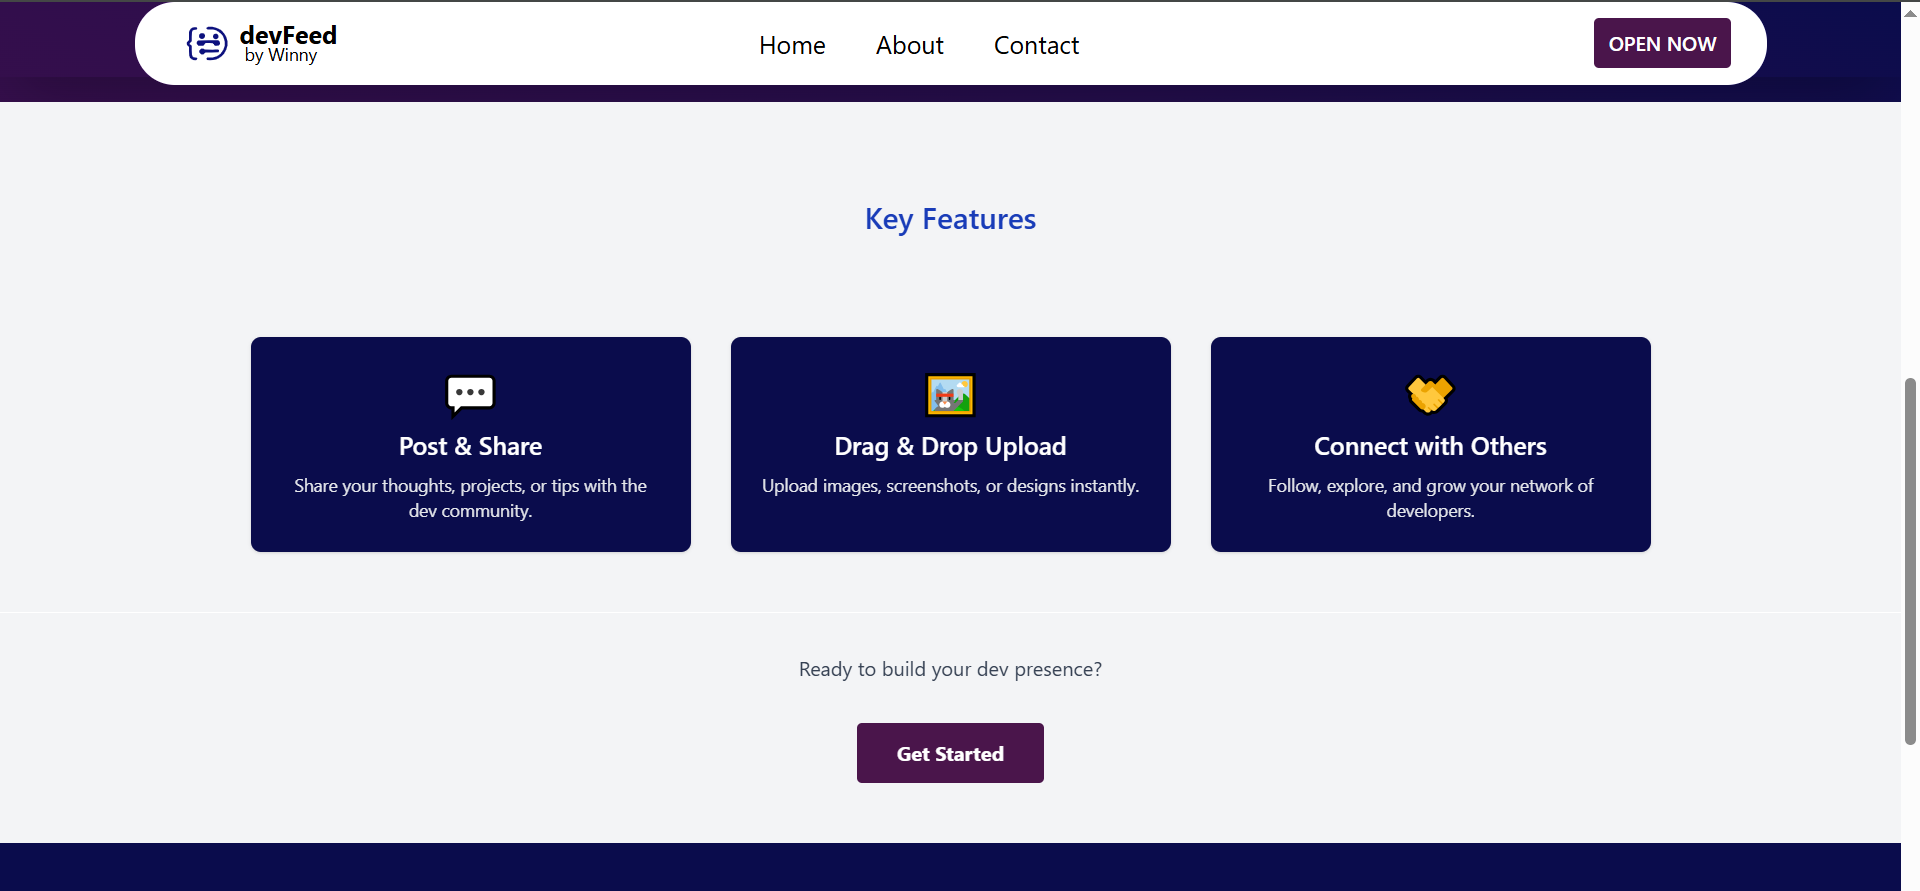 devFeed
by Winny
Home
About
Contact
OPEN NOW
Key Features
Post & Share
Share your thoughts, projects, or tips with the
dev community.
Drag & Drop Upload
Upload images, screenshots, or designs instantly.
Connect with Others
Follow, explore, and grow your network of
developers.
Ready to build your dev presence?
Get Started